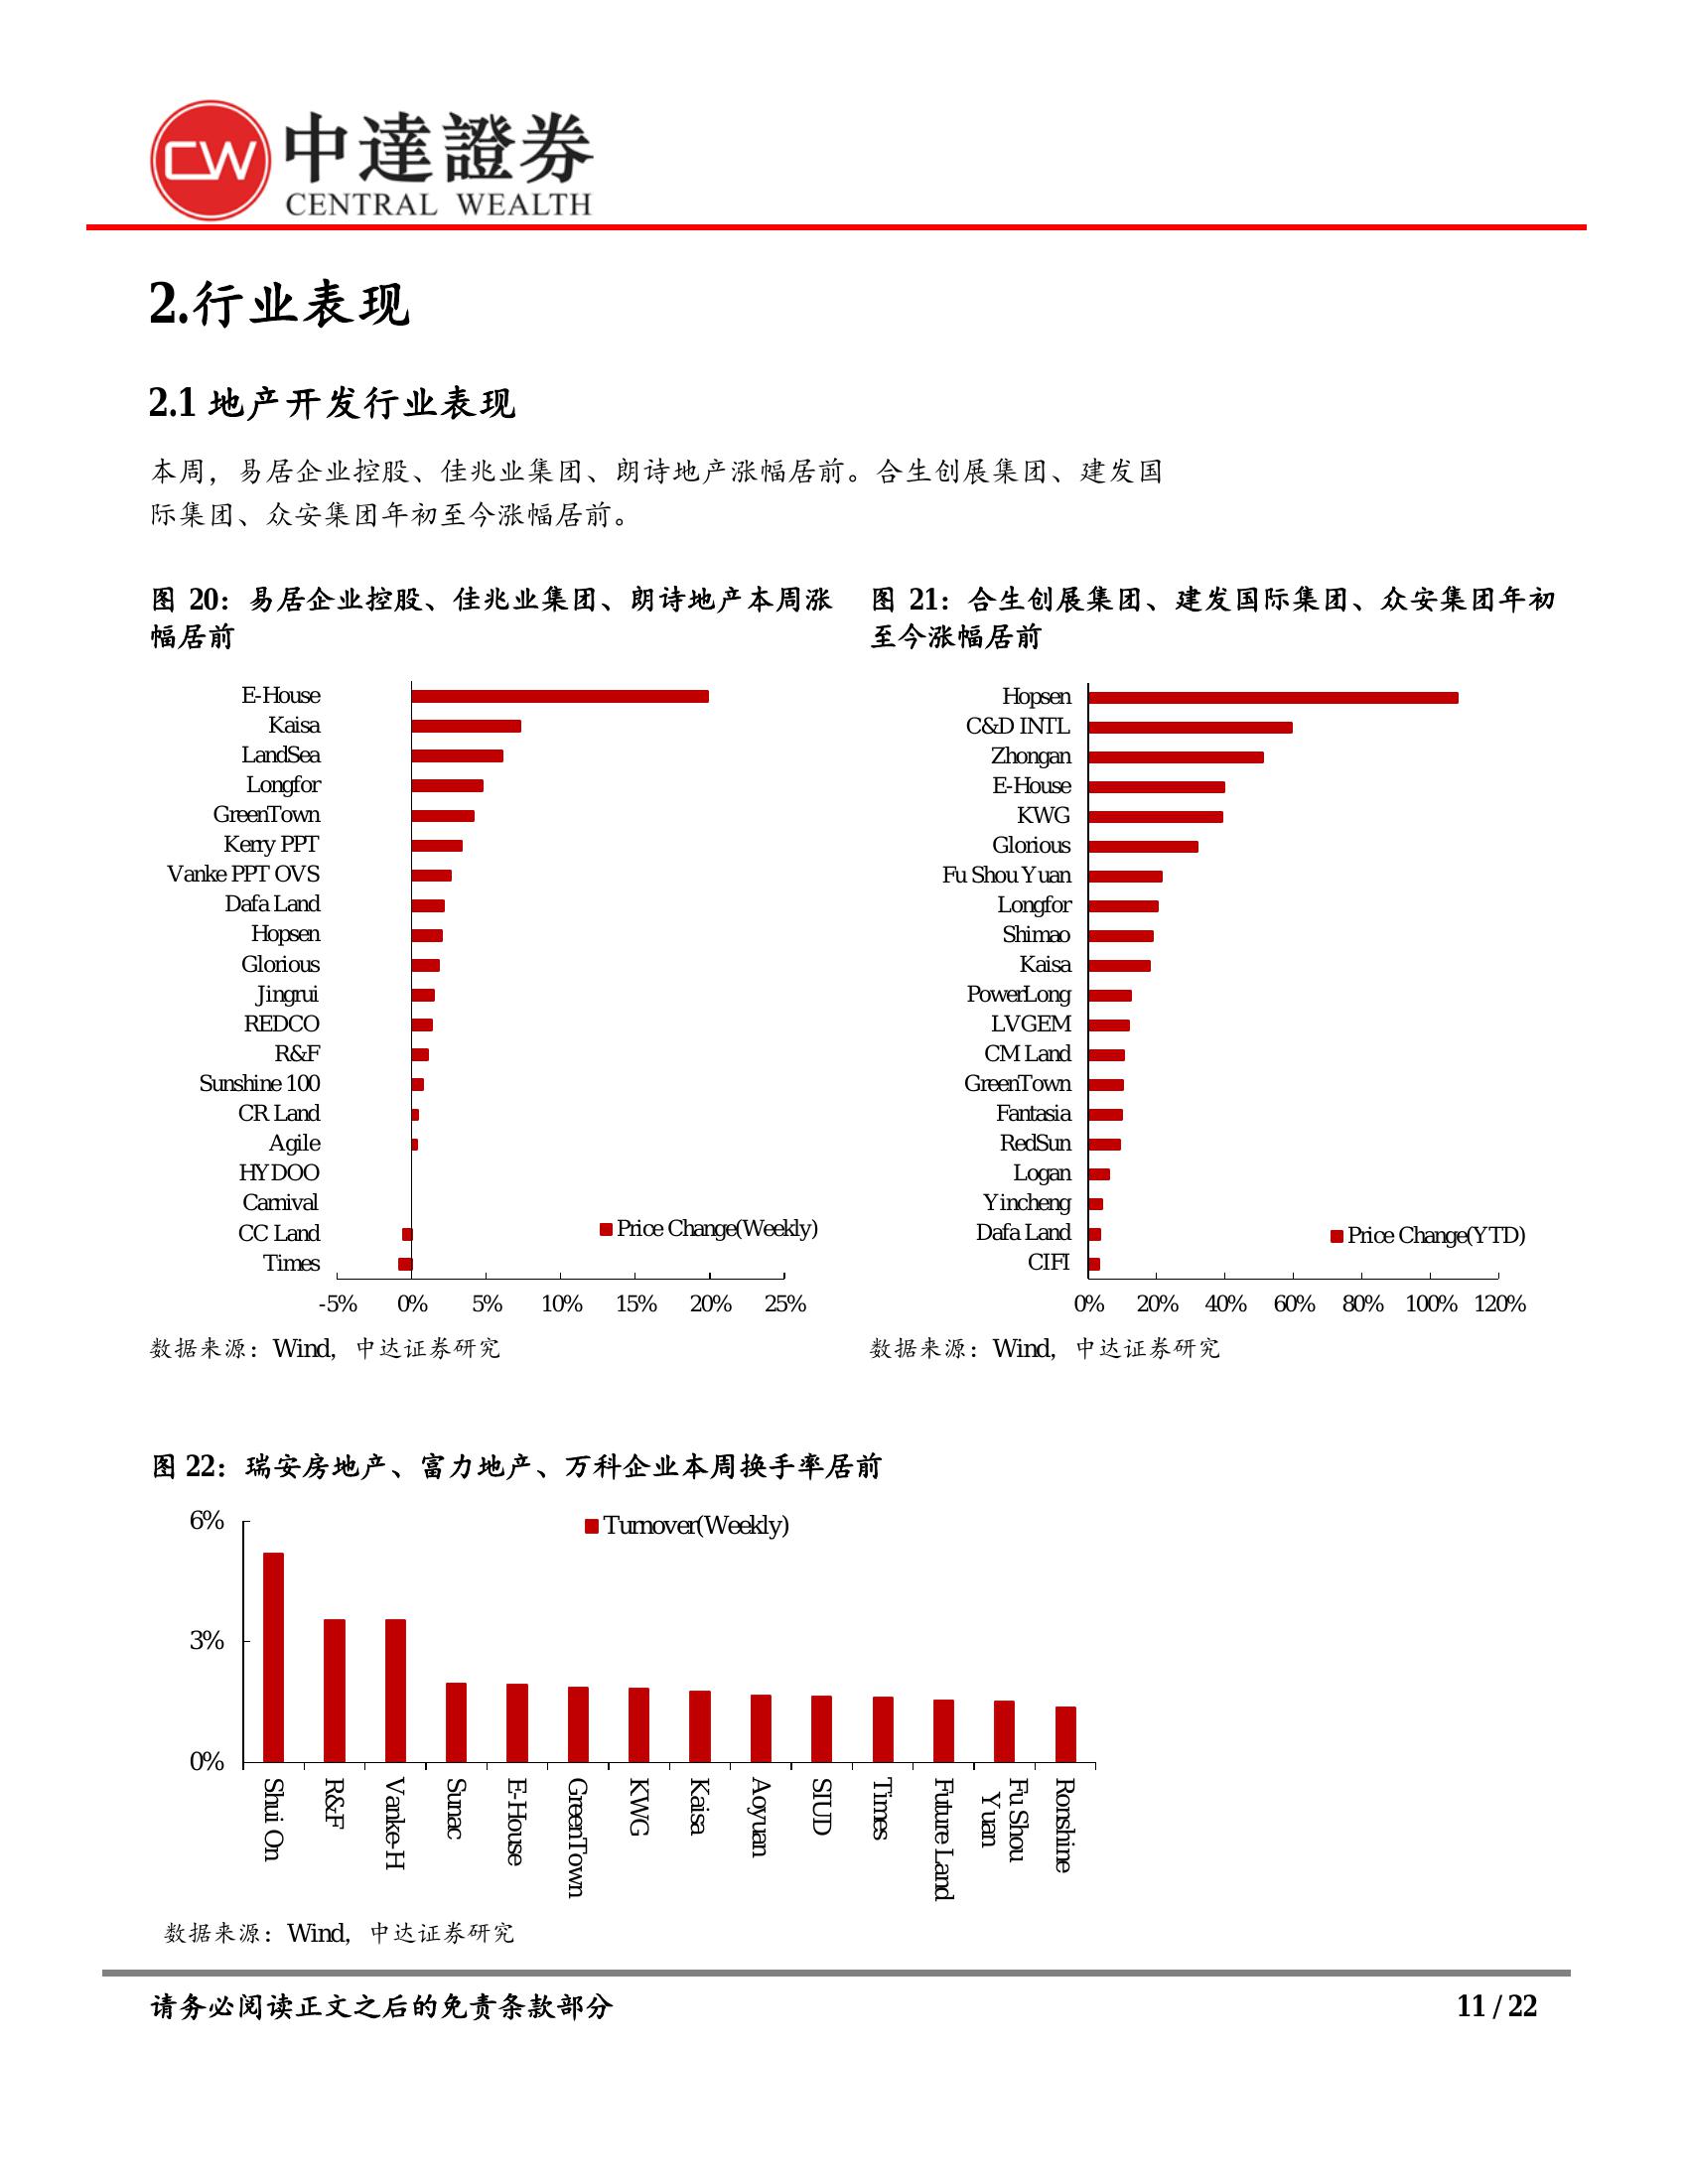 CW
中達證券
CENTRAL WEALTH
2.行业表现
2.1 地产开发行业表现
本周，易居企业控股、佳兆业集团、朗诗地产涨幅居前。合生创展集团、建发国
际集团、众安集团年初至今涨幅居前。
图 20：易居企业控股、佳兆业集团、朗诗地产本周涨
幅居前
E-House
Kaisa
LandSea
Longfor
GreenTown
Kerry PPT
Vanke PPT OVS
Dafa Land
Hopsen
Glorious
Jingrui
REDCO
R&F
Sunshine 100
CR Land
Agile
HYDOO
Carnival
CC Land
Times
Price Change(Weekly)
-5% 0% 5% 10% 15% 20% 25%
数据来源：Wind，中达证券研究
图 21：合生创展集团、建发国际集团、众安集团年初
至今涨幅居前
Hopsen
C&D INTL
Zhongan
E-House
KWG
Glorious
Fu Shou Yuan
Longfor
Shimao
Kaisa
PowerLong
LVGEM
CM Land
GreenTown
Fantasia
RedSun
Logan
Yincheng
Dafa Land
CIFI
Price Change(YTD)
0% 20% 40% 60% 80% 100% 120%
数据来源：Wind，中达证券研究
图 22：瑞安房地产、富力地产、万科企业本周换手率居前
6%
3%
0%
Turnover(Weekly)
Shui On
R&F
Vanke-H
Sunac
E-House
GreenTown
KWG
Kaisa
Aoyuan
SIUD
Times
Future Land
Fu Shou
Yuan
Ronshine
数据来源：Wind，中达证券研究
请务必阅读正文之后的免责条款部分
11 / 22